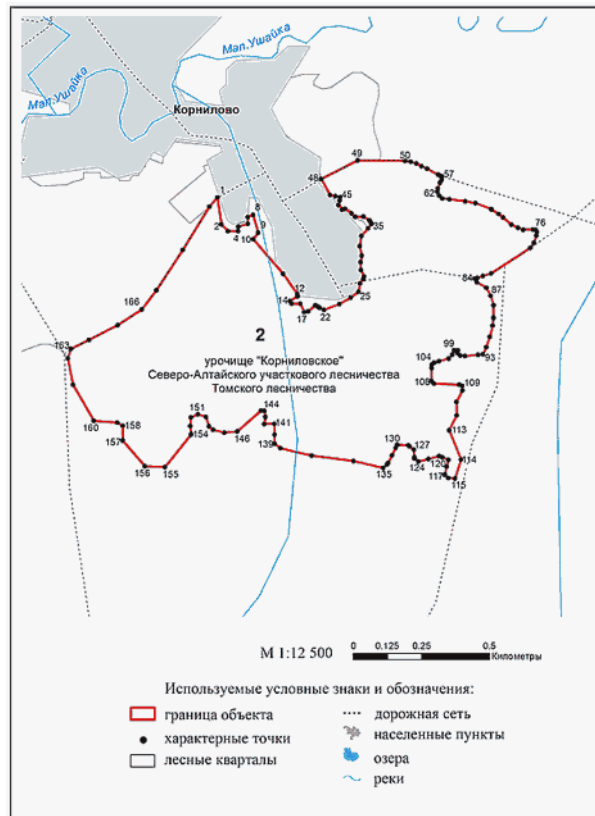 Мал.Ушайка
Мал.Ушайка
Корнилово
49
50
57
48
62
45
1
8
35
76
2
4
9
10
84
12
87
14
25
17
22
166
2
99
93
163
урочище "Корниловское"
104
Северо-Алтайского участкового лесничества
108
109
Томского лесничества
151
144
160
158
141
113
154
146
157
139
130
127
156
155
135
124
120
114
117
115
М 1:12 500
0 0,125 0,25 0,5
Километры
Используемые условные знаки и обозначения:
граница объекта
дорожная сеть
характерные точки
населенные пункты
лесные кварталы
озера
реки